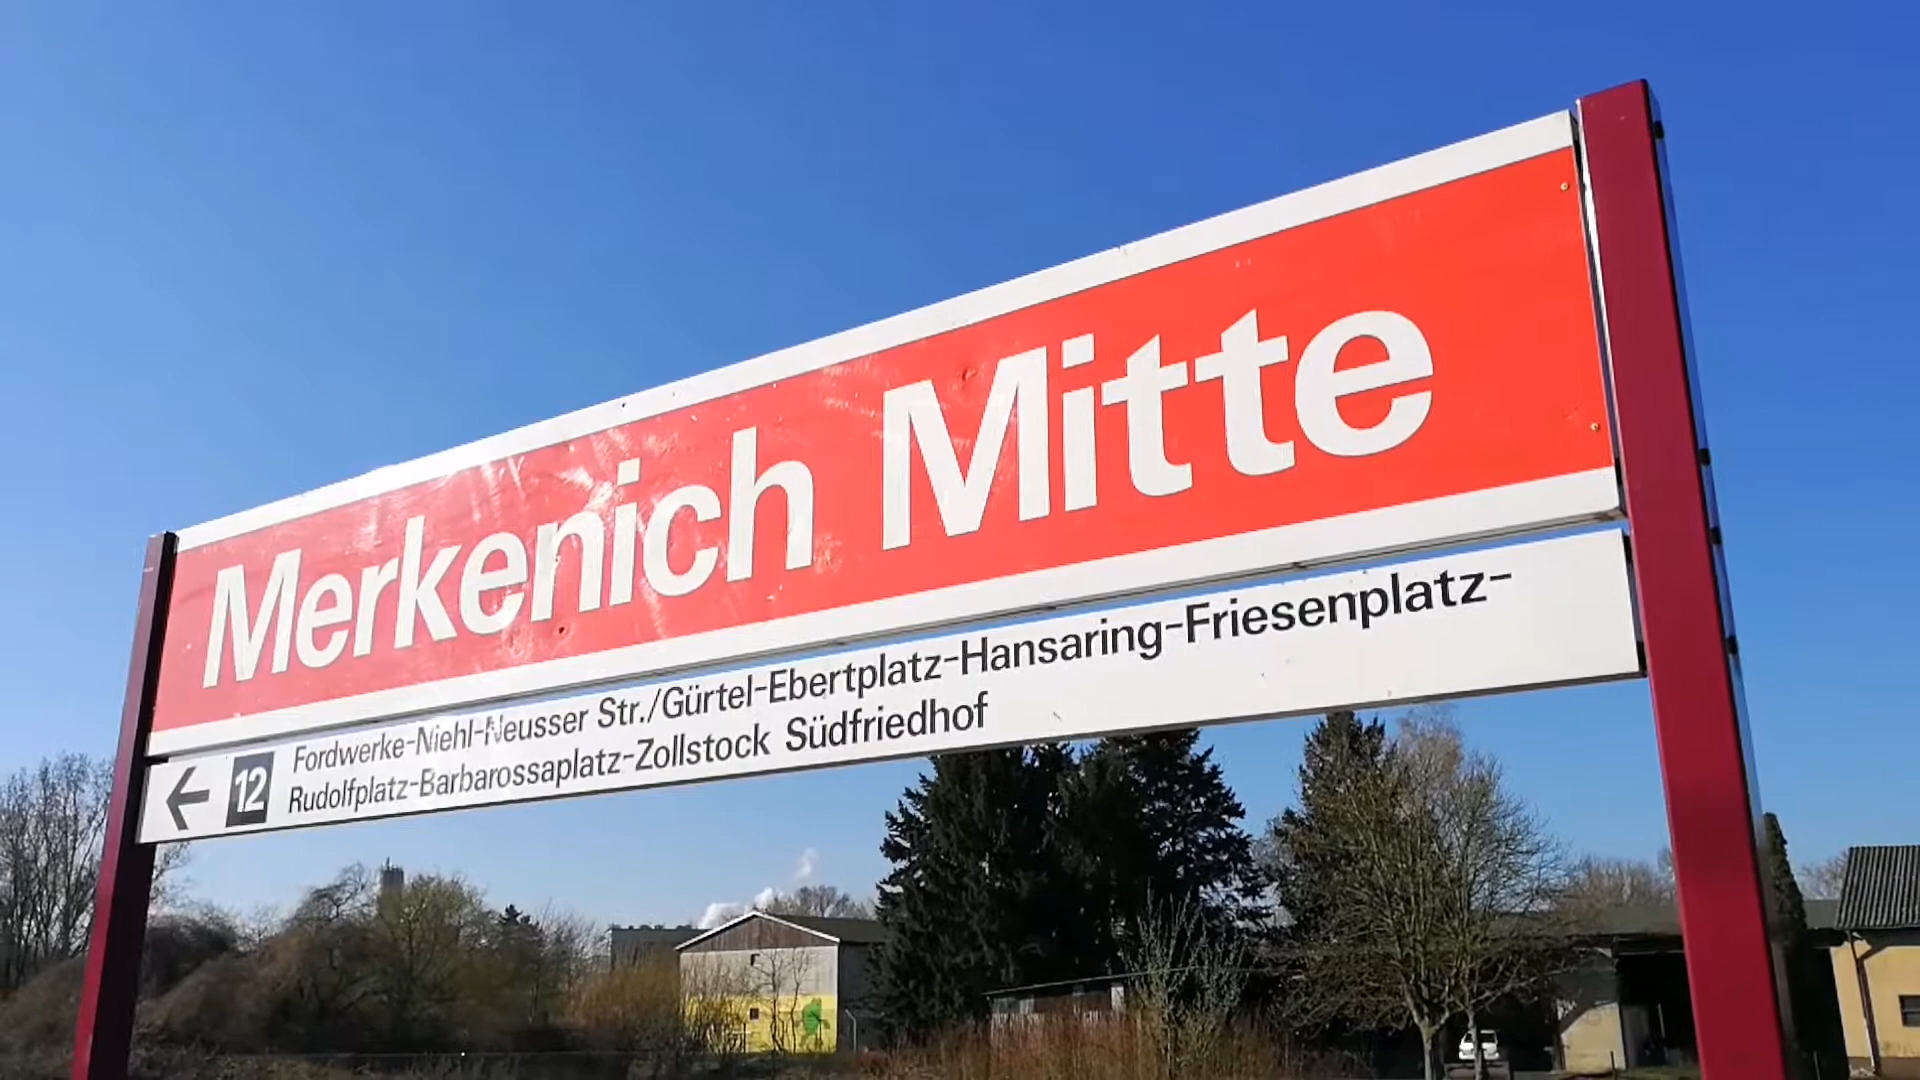 Merkenich Mitte
12
Fordwerke-Niehl-Neusser Str./Gürtel-Ebertplatz-Hansaring-Friesenplatz-
Rudolfplatz-Barbarossaplatz-Zollstock Südfriedhof